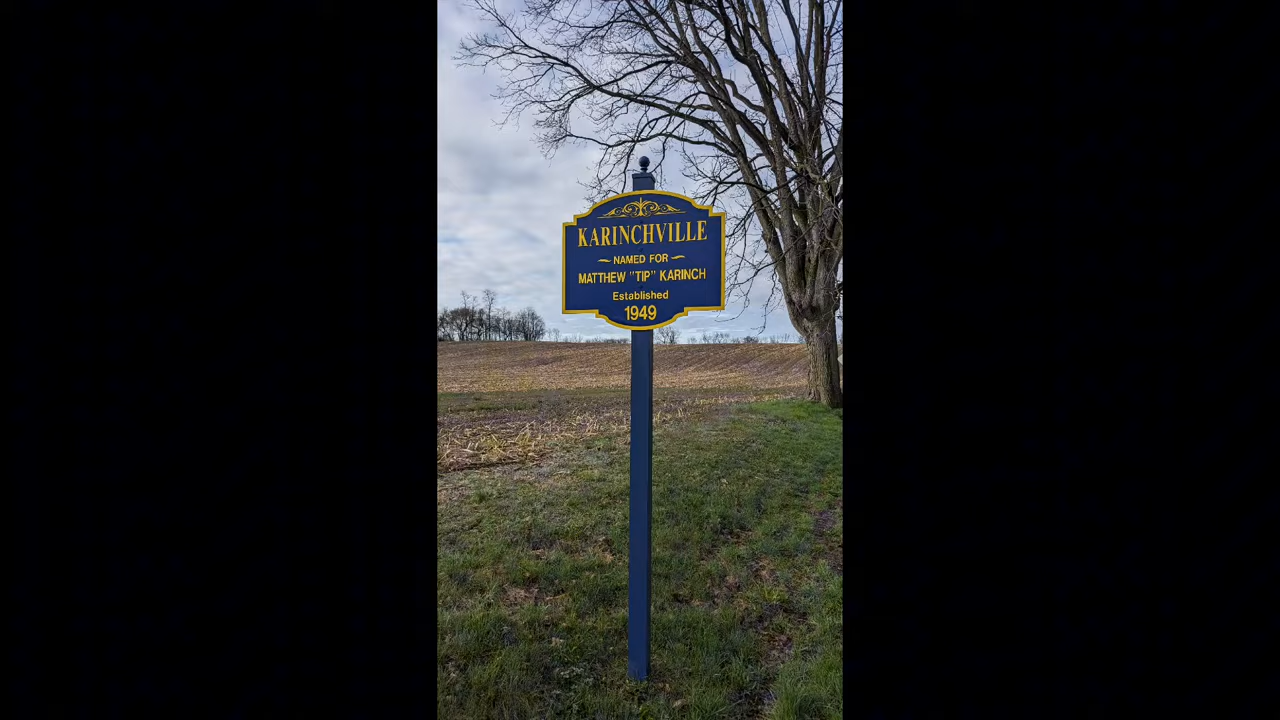 KARINCHVILLE
~ NAMED FOR ~
MATTHEW "TIP" KARINCH
Established
1949